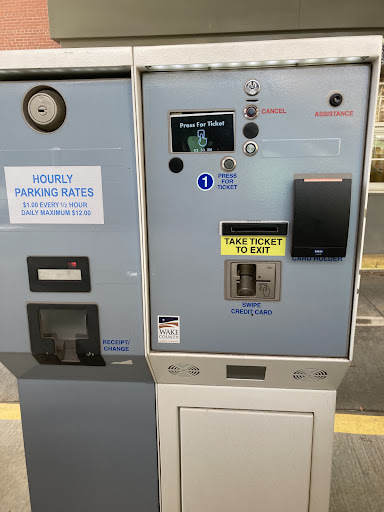 HOURLY
PARKING RATES
$1.00 EVERY ½ HOUR
DAILY MAXIMUM $12.00
RECEIPT/
CHANGE
Press For Ticket
CANCEL
ASSISTANCE
1
PRESS
FOR
TICKET
TAKE TICKET
TO EXIT
CARD HOLDER
SWIPE
CREDIT CARD
WAKE
COUNTY